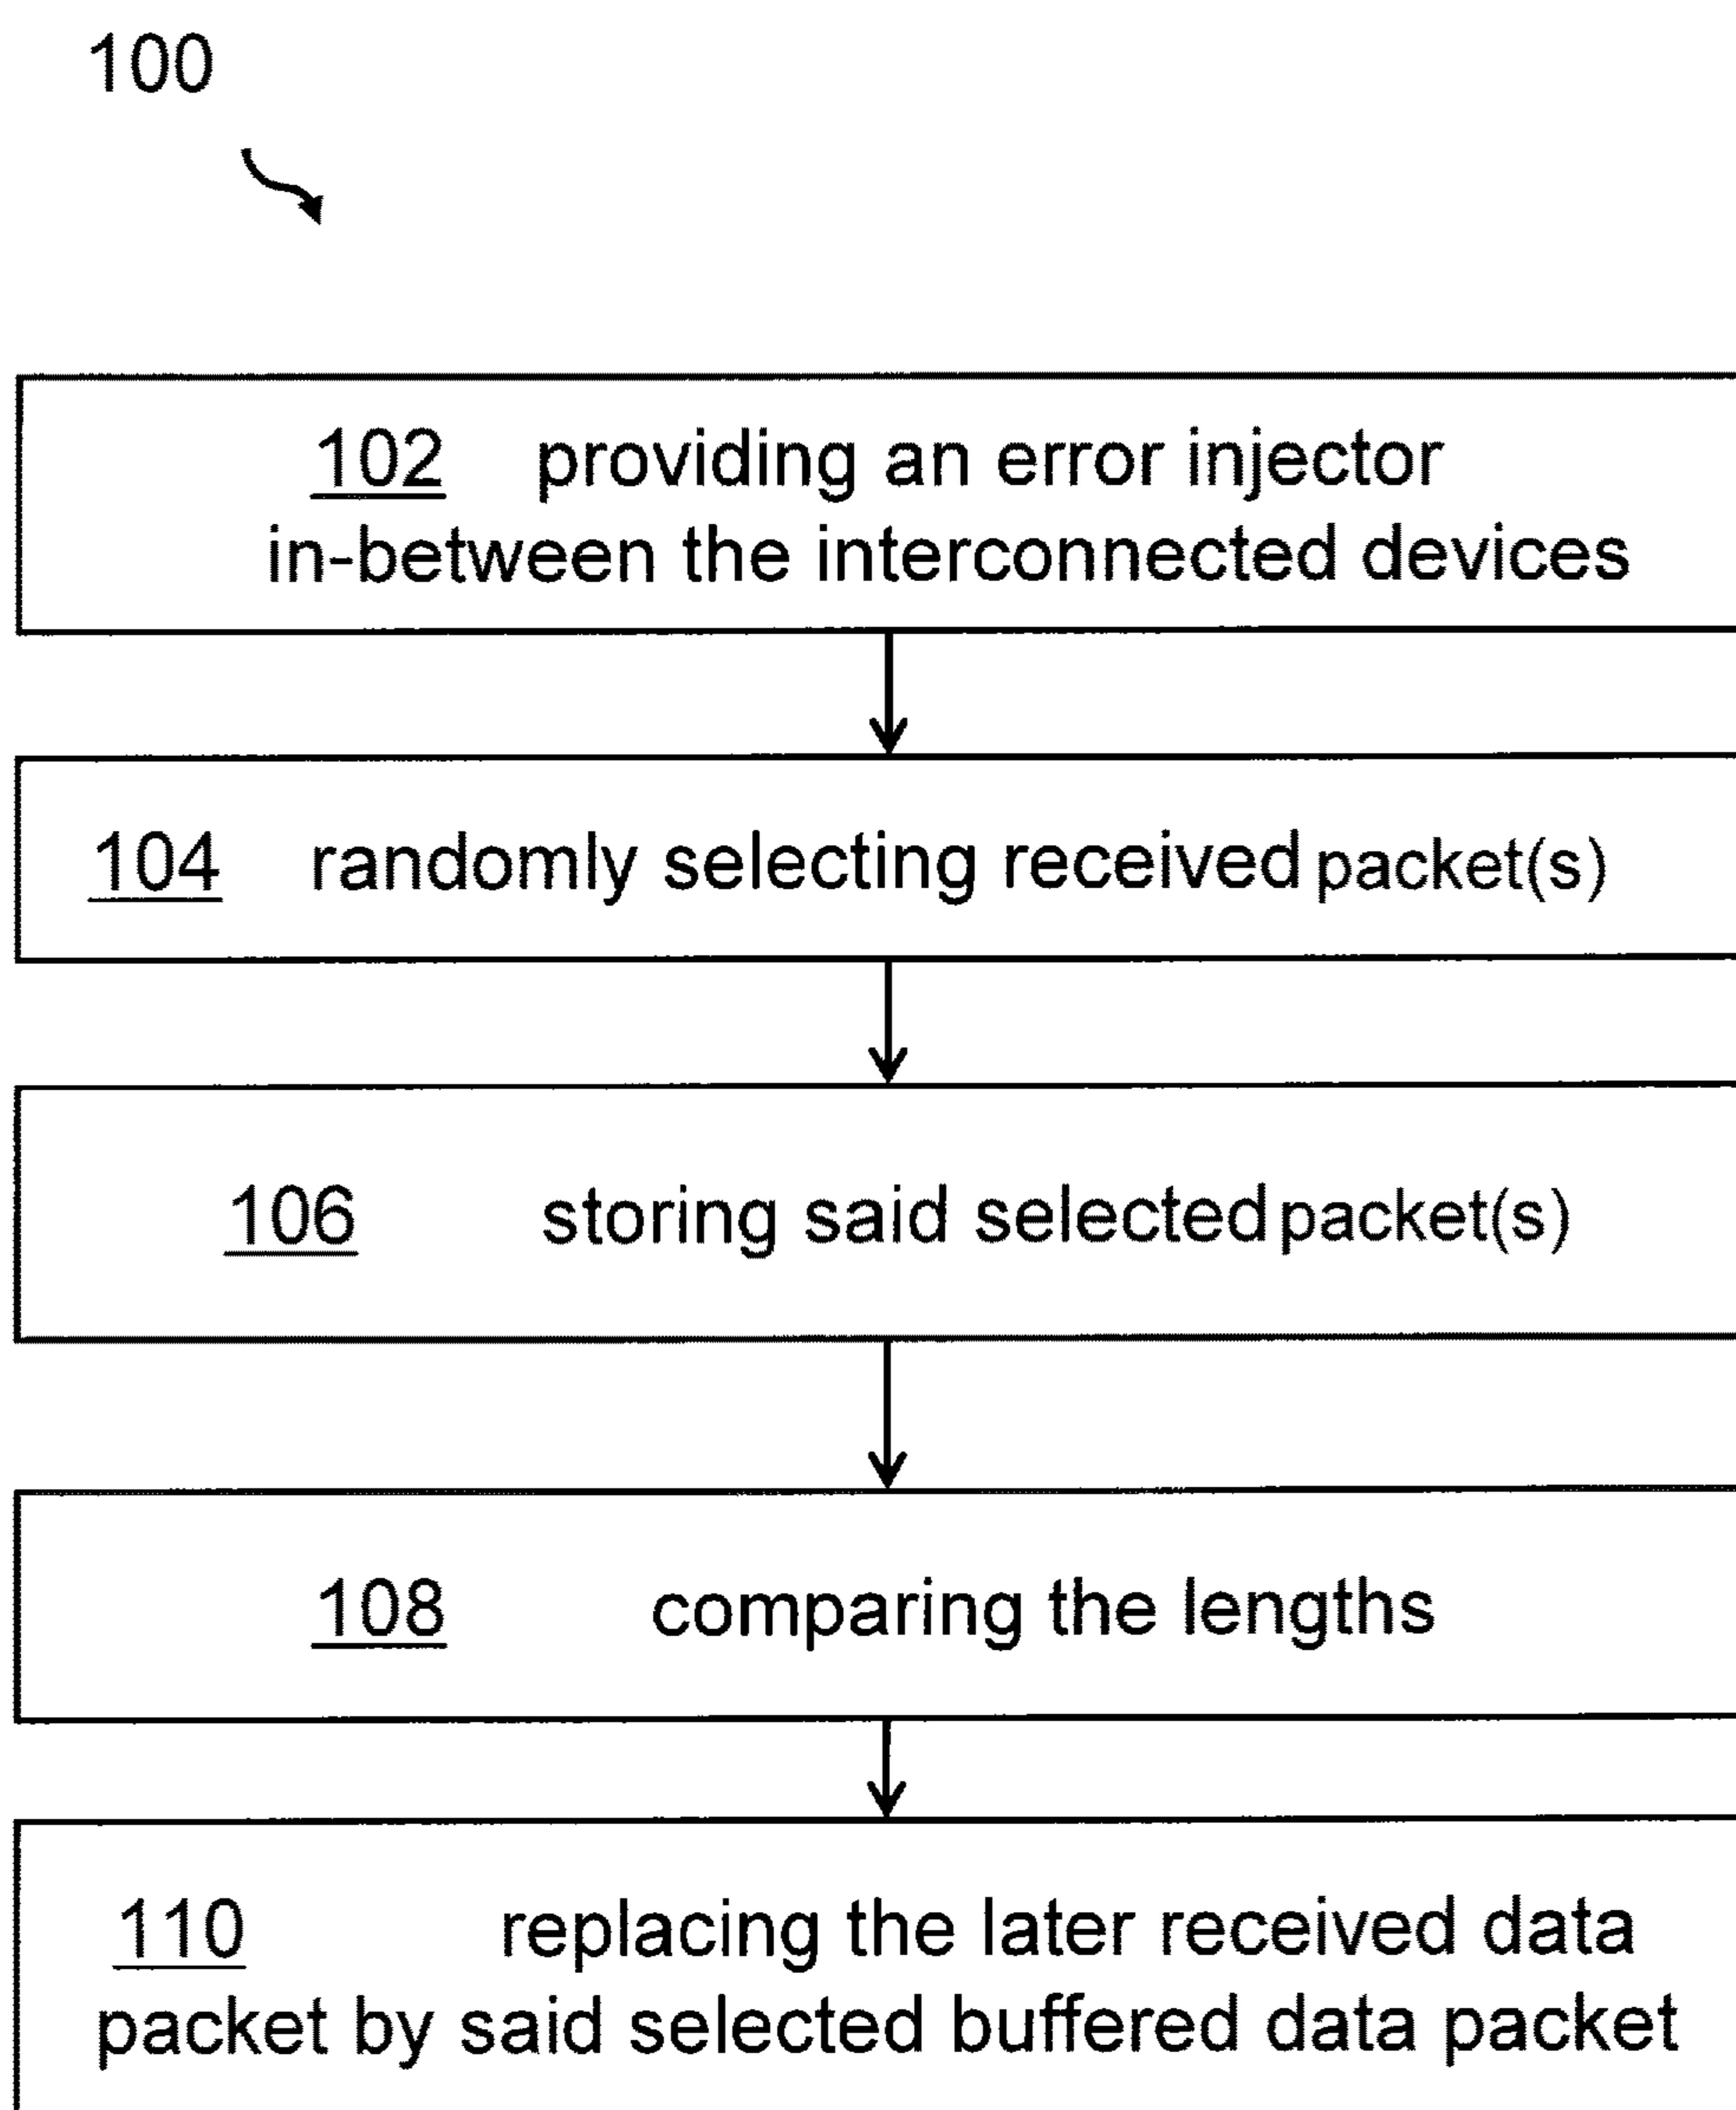 100
102 providing an error injector
in-between the interconnected devices
104 randomly selecting received packet(s)
106 storing said selected packet(s)
108 comparing the lengths
110 replacing the later received data
packet by said selected buffered data packet